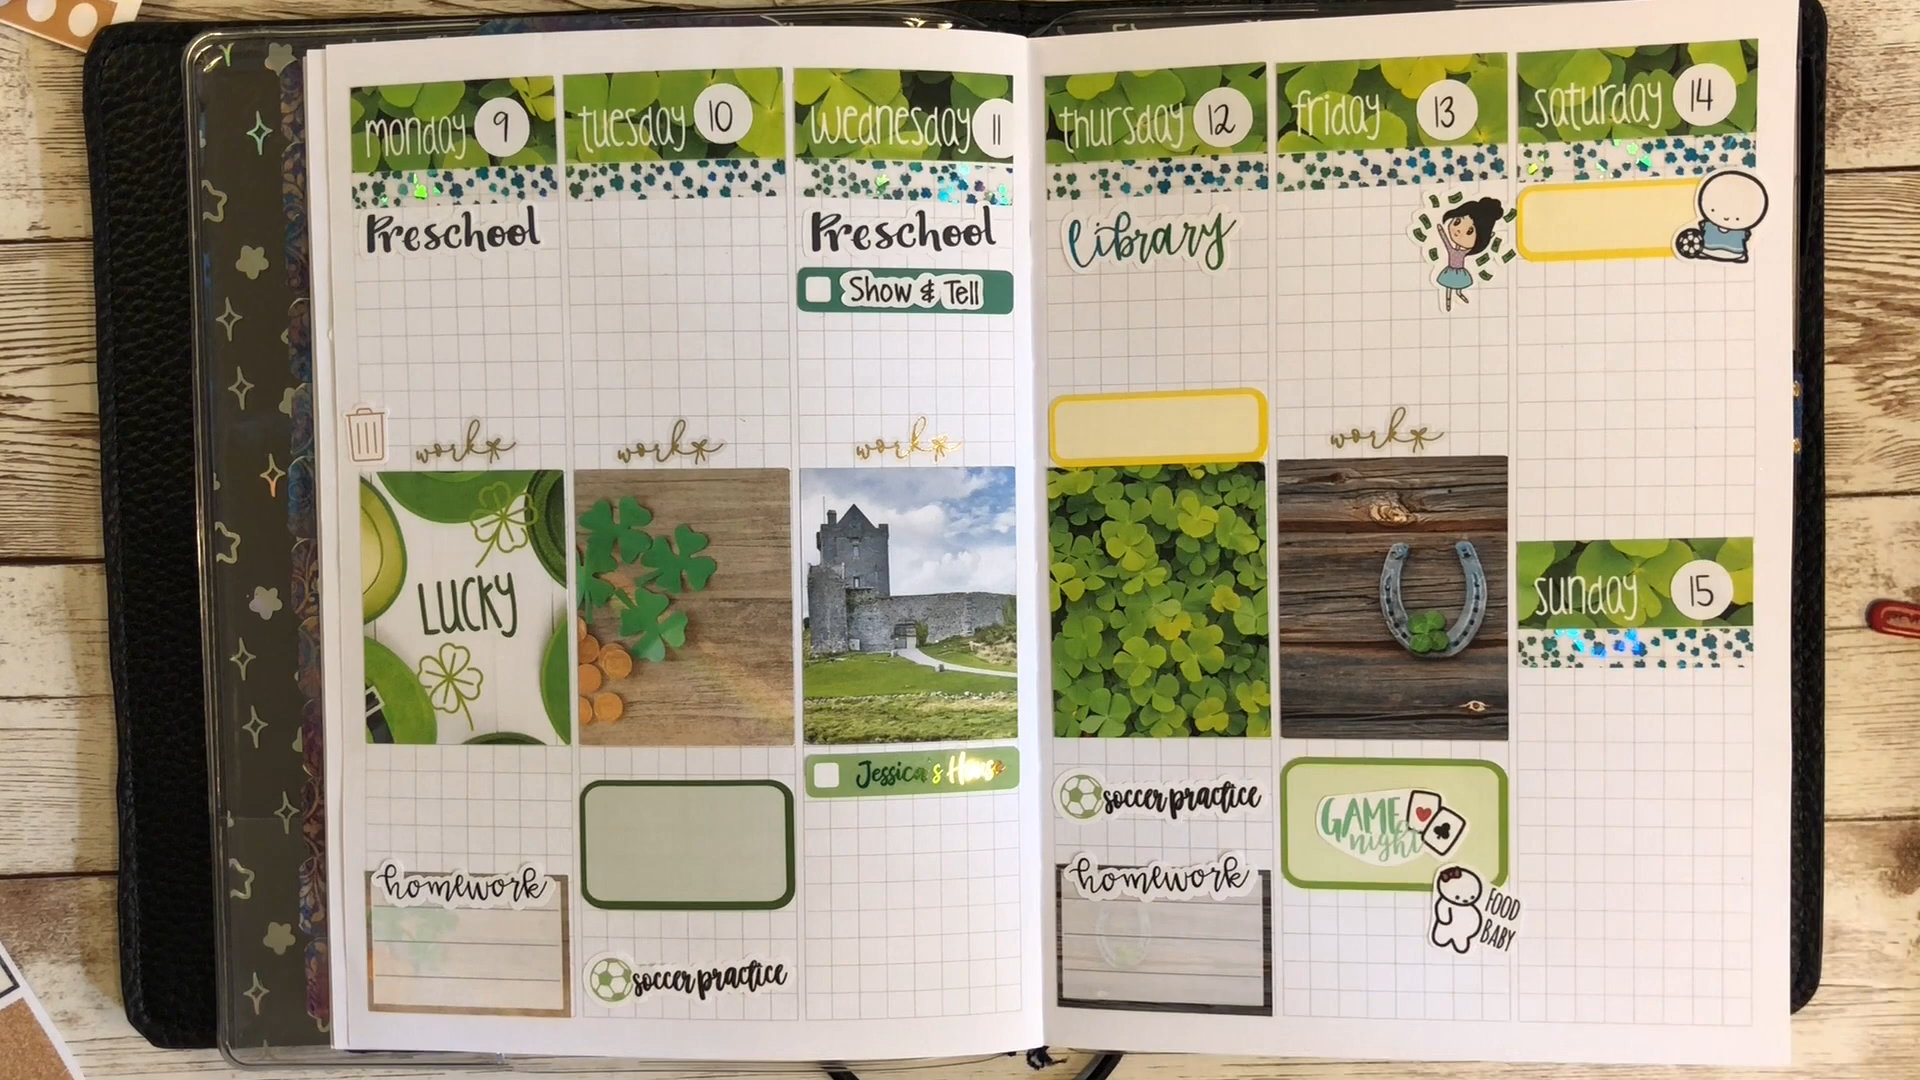 monday 9
Preschool
work
LUCKY
homework
tuesday 10
work
soccer practice
wednesday 11
Preschool
Show & Tell
work
Jessica's House
thursday 12
library
soccer practice
homework
friday 13
work
GAME
night
FOOD
BABY
saturday 14
sunday 15